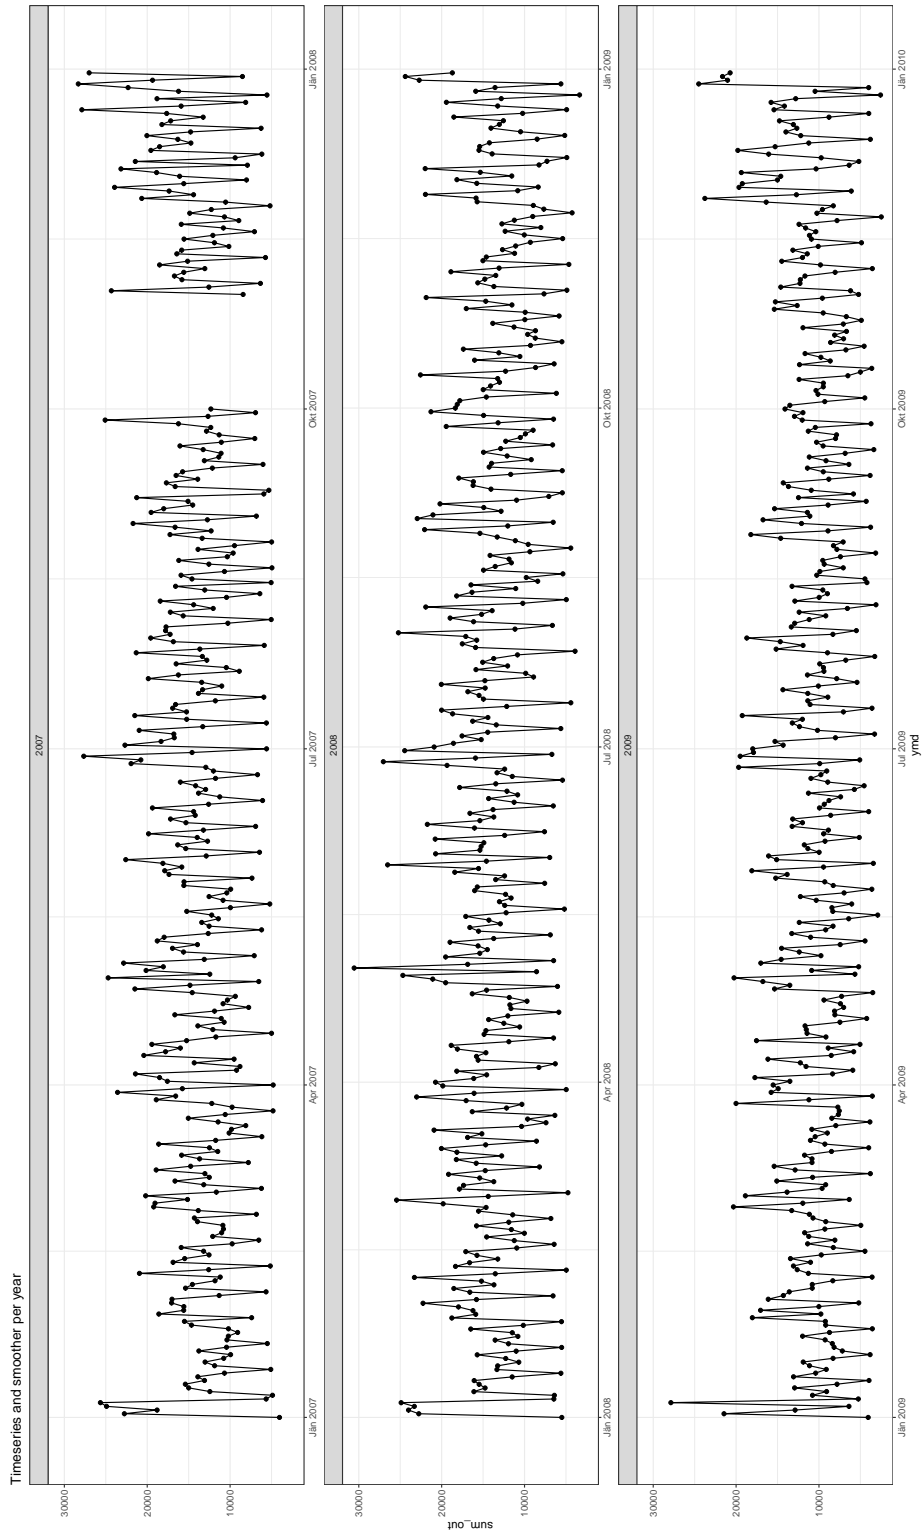 Timeseries and smoother per year
2007
30000
20000
10000
Jän 2007
Apr 2007
Jul 2007
Okt 2007
Jän 2008
2008
sum_out
30000
20000
10000
Jän 2008
Apr 2008
Jul 2008
Okt 2008
Jän 2009
2009
30000
20000
10000
Jän 2009
Apr 2009
Jul 2009
Okt 2009
Jän 2010
ymd